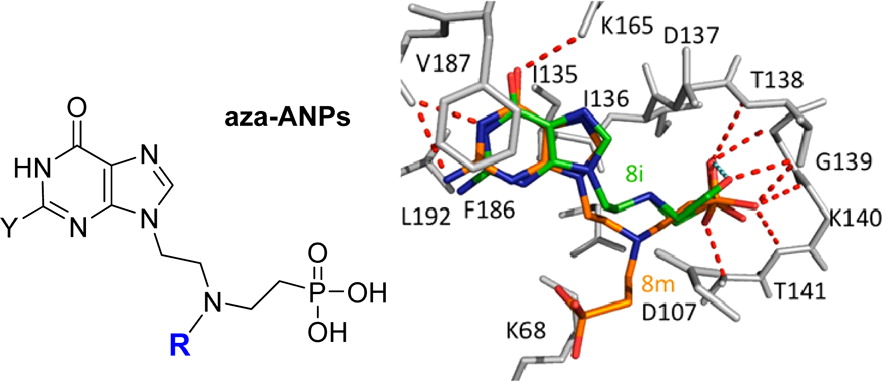 aza-ANPs
O
HN
N
Y
N
N
N
R
O
P
OH
OH
K165
D137
V187
I135
T138
I136
8i
G139
L192
F186
K140
8m
D107
T141
K68